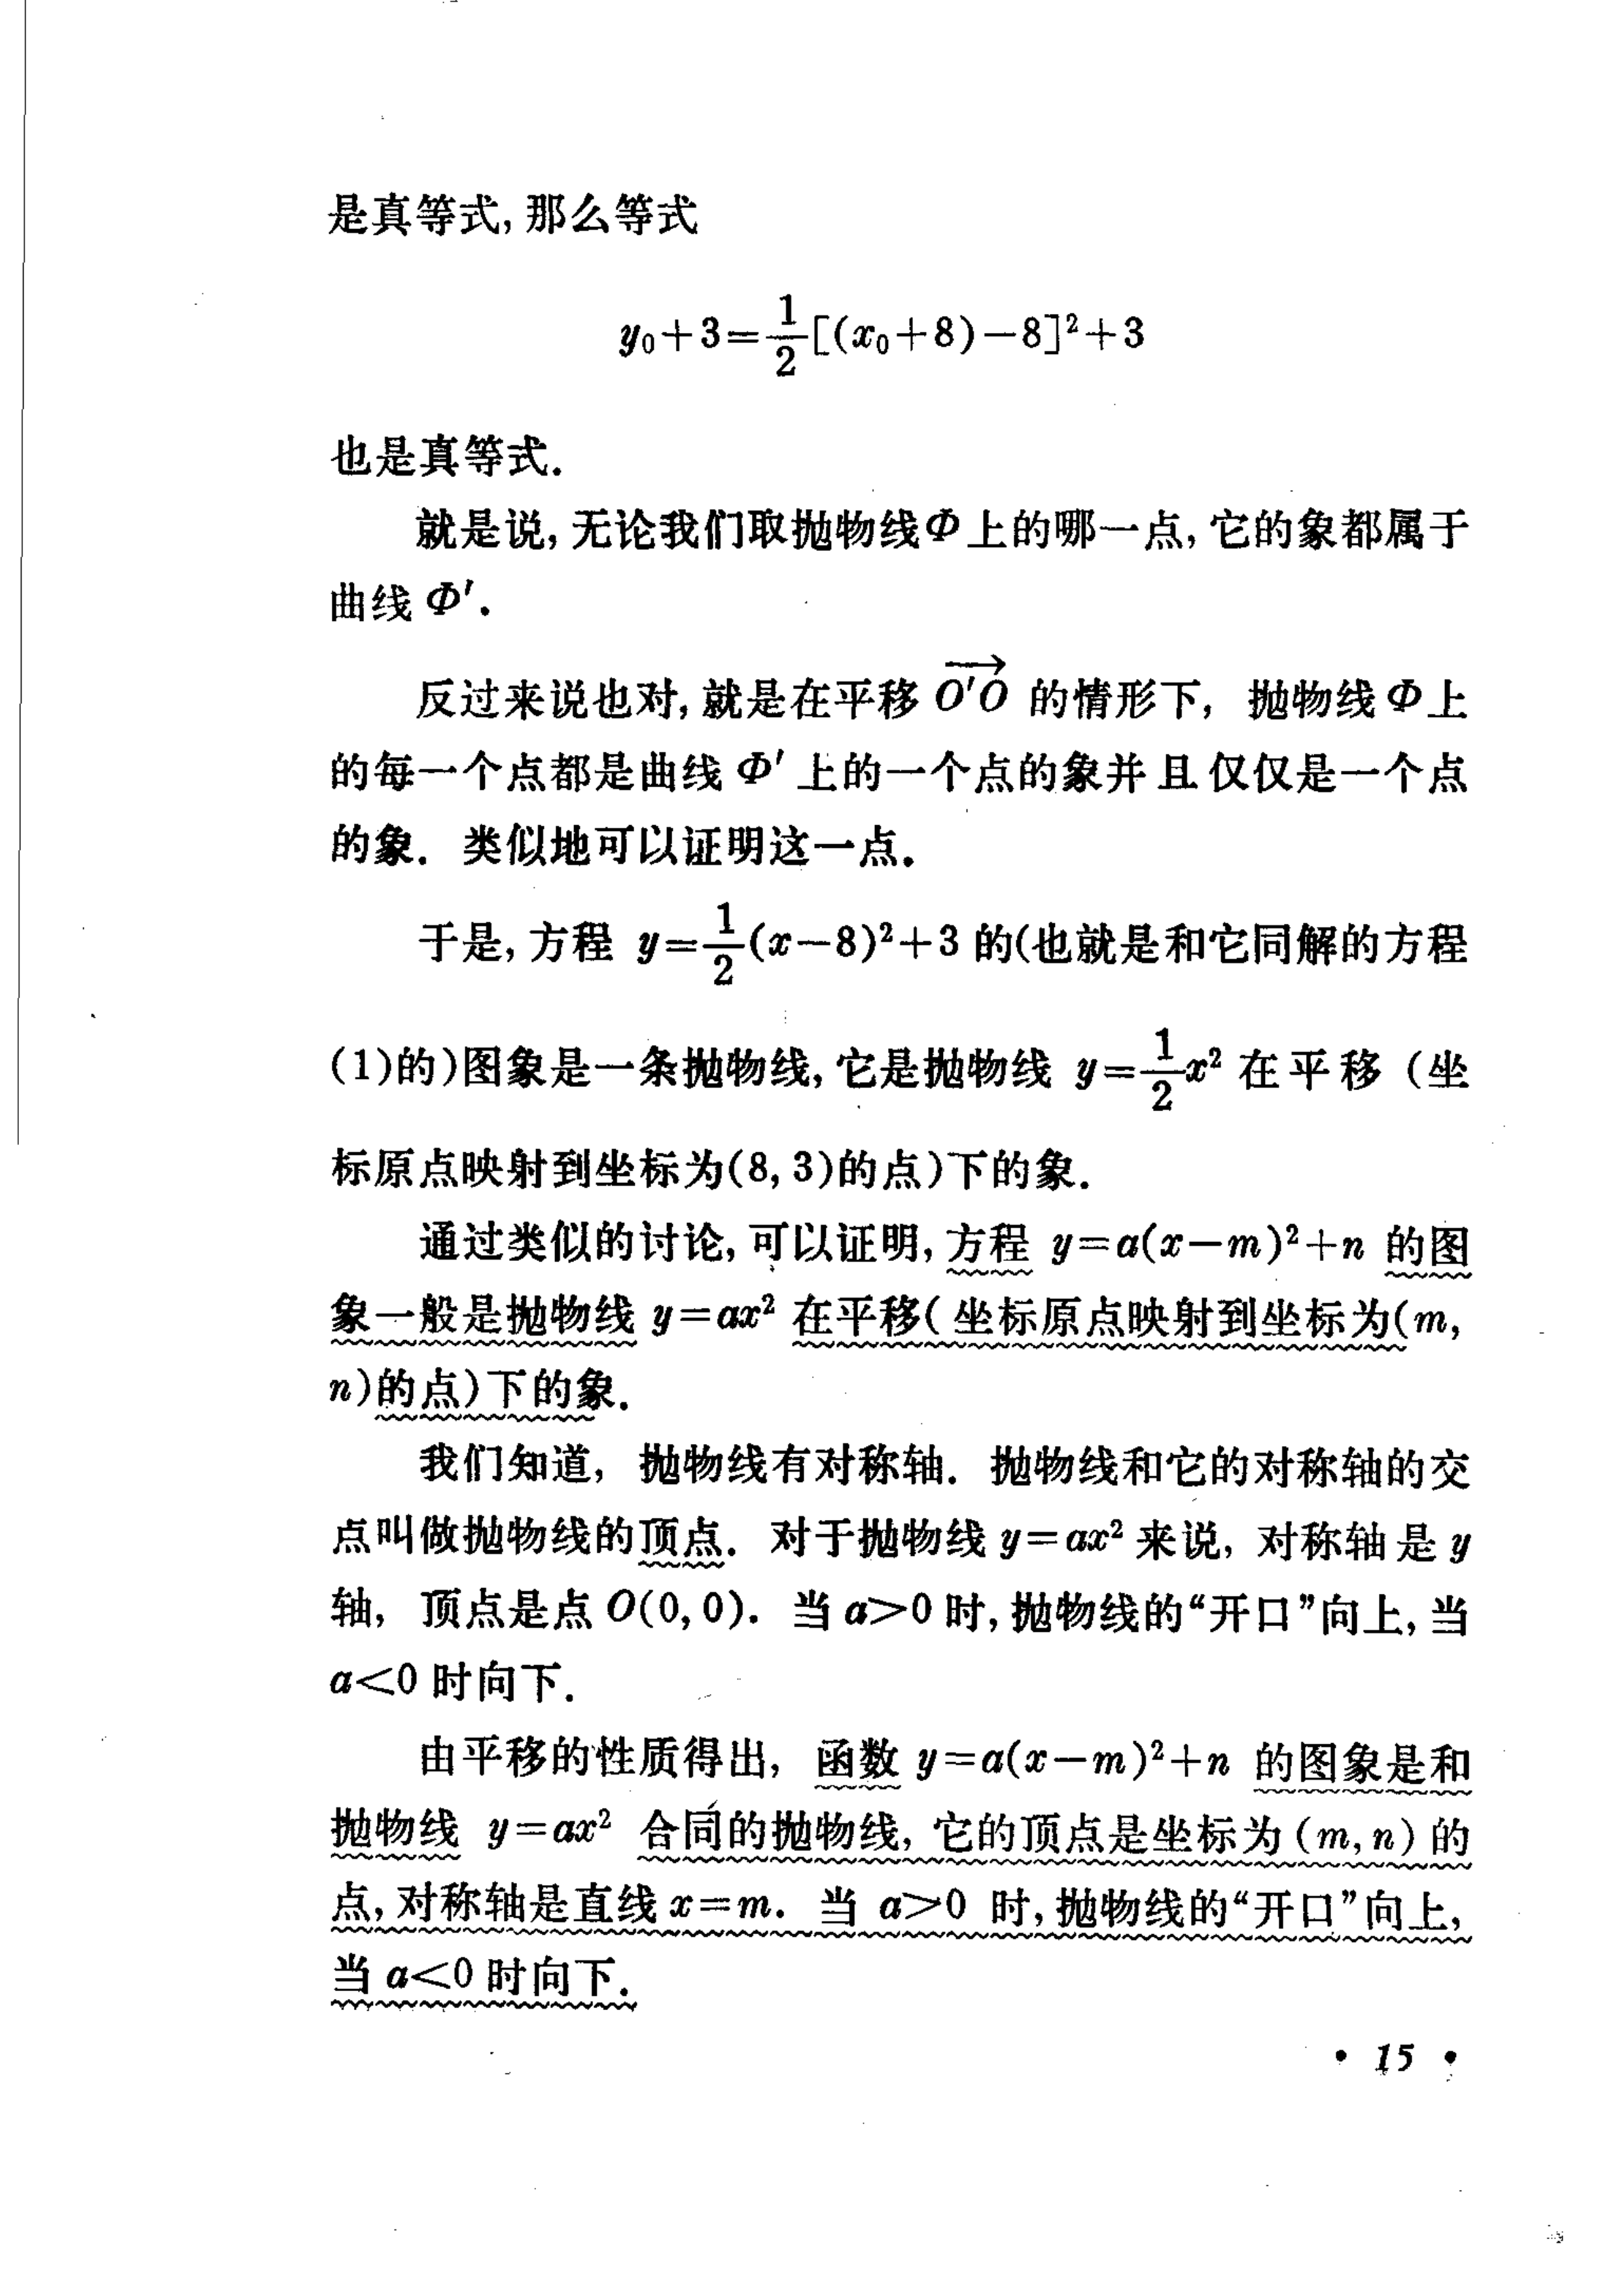 是真等式, 那么等式
y₀+3=1/2[(x₀+8)-8]²+3
也是真等式.
就是说, 无论我们取抛物线Φ上的哪一点, 它的象都属于
曲线 Φ′.
反过来说也对, 就是在平移 \overrightarrow{O′O} 的情形下, 抛物线Φ上
的每一个点都是曲线 Φ′ 上的一个点的象并且仅仅是一个点
的象. 类似地可以证明这一点.
于是, 方程 y=1/2(x-8)²+3 的(也就是和它同解的方程
(1)的)图象是一条抛物线, 它是抛物线 y=1/2x² 在平移 (坐
标原点映射到坐标为(8, 3)的点)下的象.
通过类似的讨论, 可以证明, 方程 y=a(x-m)²+n 的图
象一般是抛物线 y=ax² 在平移(坐标原点映射到坐标为(m,
n)的点)下的象.
我们知道, 抛物线有对称轴. 抛物线和它的对称轴的交
点叫做抛物线的顶点. 对于抛物线 y=ax² 来说, 对称轴是 y
轴, 顶点是点 O(0, 0). 当 a>0 时, 抛物线的“开口”向上, 当
a<0 时向下.
由平移的性质得出, 函数 y=a(x-m)²+n 的图象是和
抛物线 y=ax² 合同的抛物线, 它的顶点是坐标为 (m, n) 的
点, 对称轴是直线 x=m. 当 a>0 时, 抛物线的“开口”向上,
当 a<0 时向下.
• 15 •